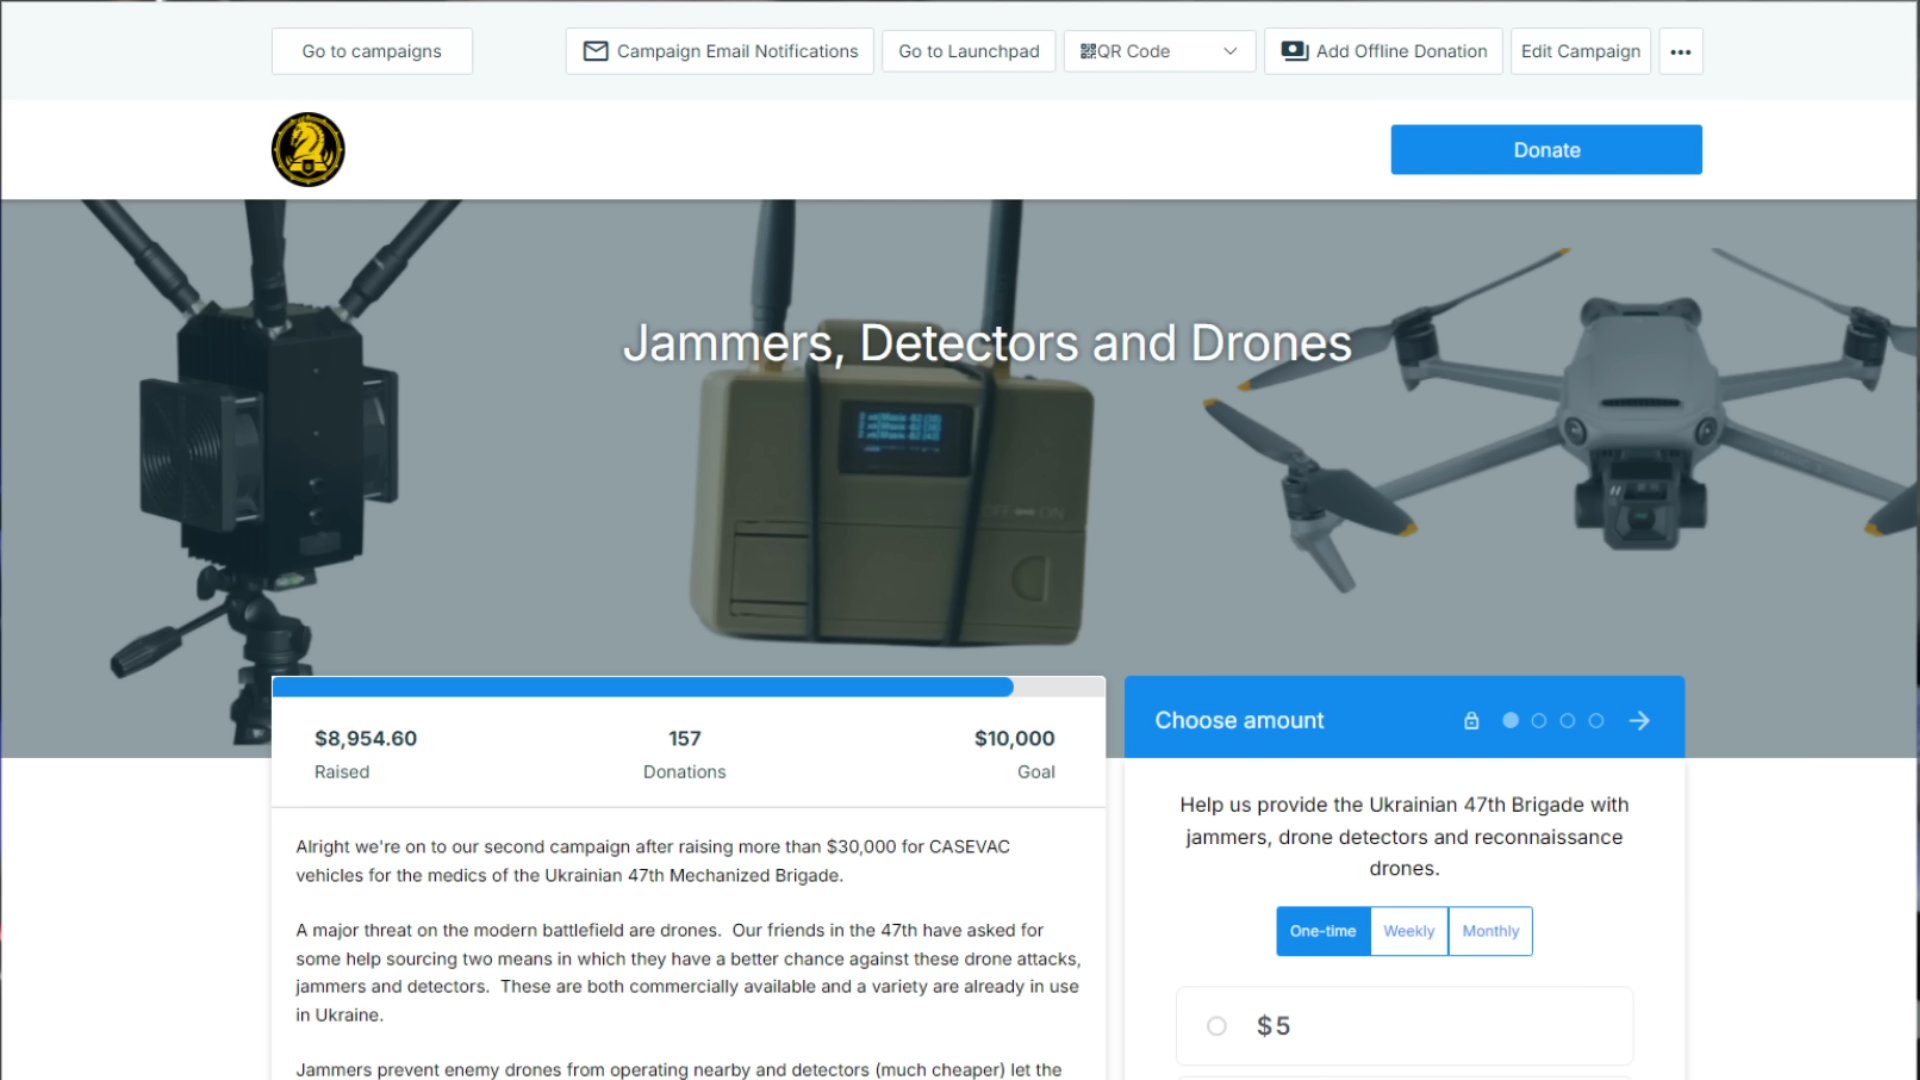 Go to campaigns
Campaign Email Notifications
Go to Launchpad
QR Code
Add Offline Donation
Edit Campaign
Donate
Jammers, Detectors and Drones
OFF ON
$8,954.60
Raised
157
Donations
$10,000
Goal
Alright we're on to our second campaign after raising more than $30,000 for CASEVAC
vehicles for the medics of the Ukrainian 47th Mechanized Brigade.
A major threat on the modern battlefield are drones.  Our friends in the 47th have asked for
some help sourcing two means in which they have a better chance against these drone attacks,
jammers and detectors.  These are both commercially available and a variety are already in use
in Ukraine.
Jammers prevent enemy drones from operating nearby and detectors (much cheaper) let the
Choose amount
Help us provide the Ukrainian 47th Brigade with
jammers, drone detectors and reconnaissance
drones.
One-time
Weekly
Monthly
$5